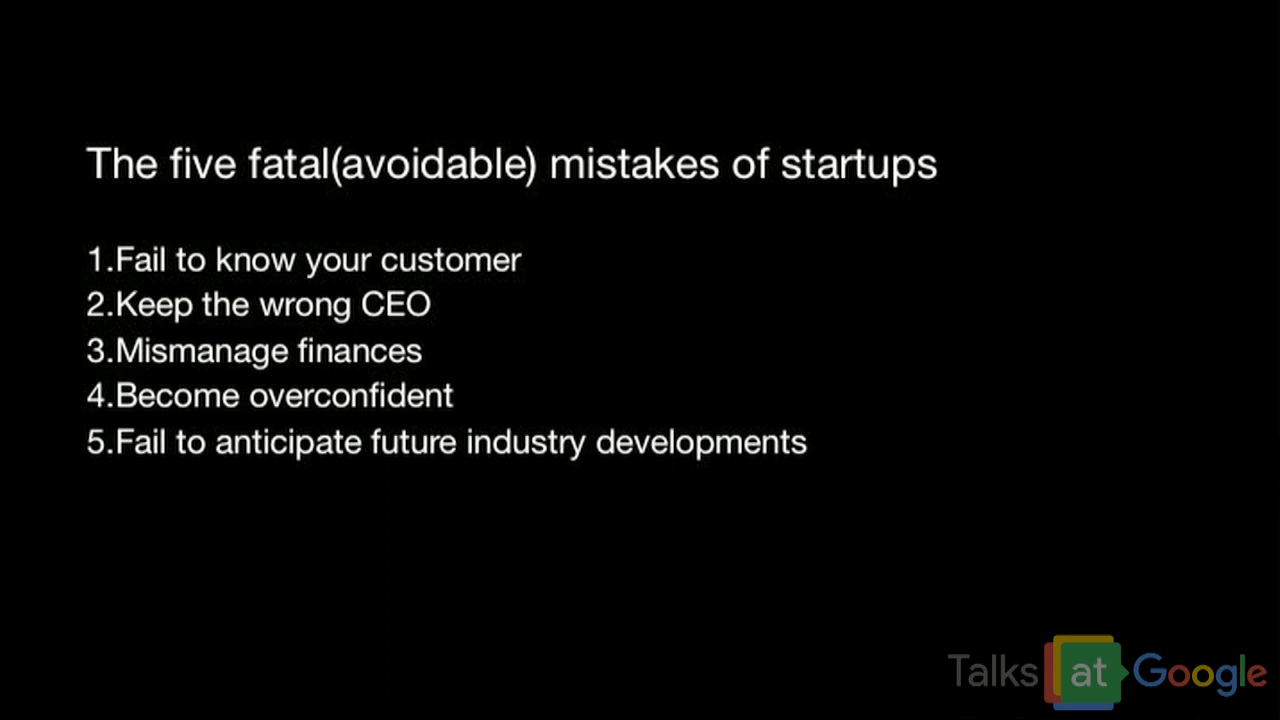 The five fatal(avoidable) mistakes of startups
1.Fail to know your customer
2.Keep the wrong CEO
3.Mismanage finances
4.Become overconfident
5.Fail to anticipate future industry developments
Talks at Google